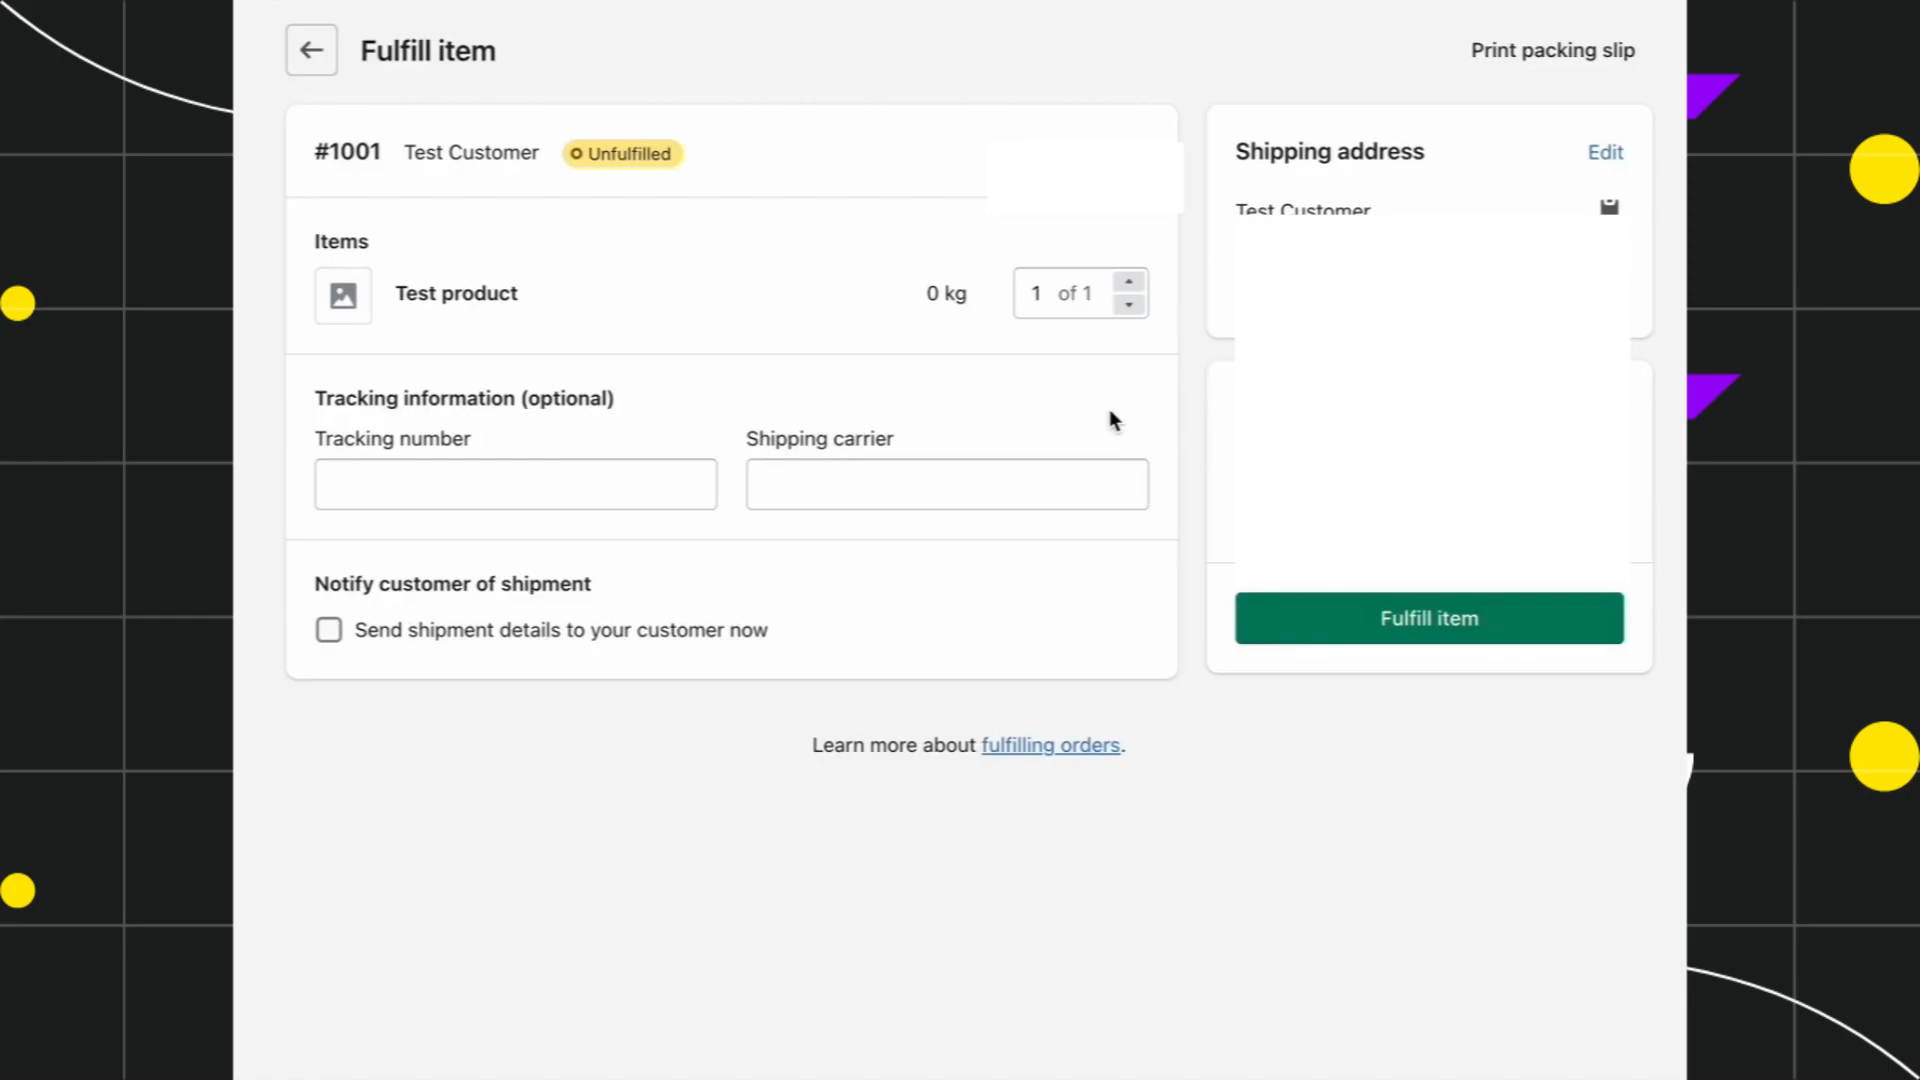 Fulfill item
Print packing slip
#1001 Test Customer Unfulfilled
Items
Test product 0 kg 1 of 1
Tracking information (optional)
Tracking number Shipping carrier
Notify customer of shipment
Send shipment details to your customer now
Shipping address Edit
Test Customer
Fulfill item
Learn more about fulfilling orders.